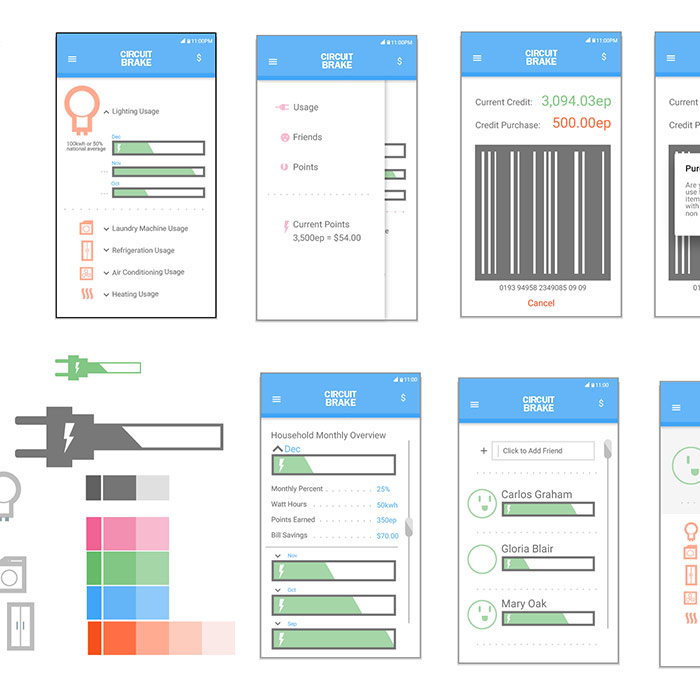 11:00PM
CIRCUIT
BRAKE
$
Lighting Usage
100kwh or 50%
national average
Dec
Nov
Oct
Laundry Machine Usage
Refrigeration Usage
Air Conditioning Usage
Heating Usage
11:00PM
CIRCUIT
BRAKE
$
Usage
Friends
Points
Current Points
3,500ep = $54.00
e
11:00PM
CIRCUIT
BRAKE
$
Current Credit: 3,094.03ep
Credit Purchase: 500.00ep
0193 94958 2349085 09 09
Cancel
Current
Credit P
Pur
Are y
use
item
with
non
01
11:00
CIRCUIT
BRAKE
$
Household Monthly Overview
Dec
Monthly Percent . . . . . . . . . 25%
Watt Hours . . . . . . . . . 50kwh
Points Earned . . . . . . . . . 350ep
Bill Savings . . . . . . . . . $70.00
Nov
Oct
Sep
11:00
CIRCUIT
BRAKE
$
+ Click to Add Friend
Carlos Graham
Gloria Blair
Mary Oak